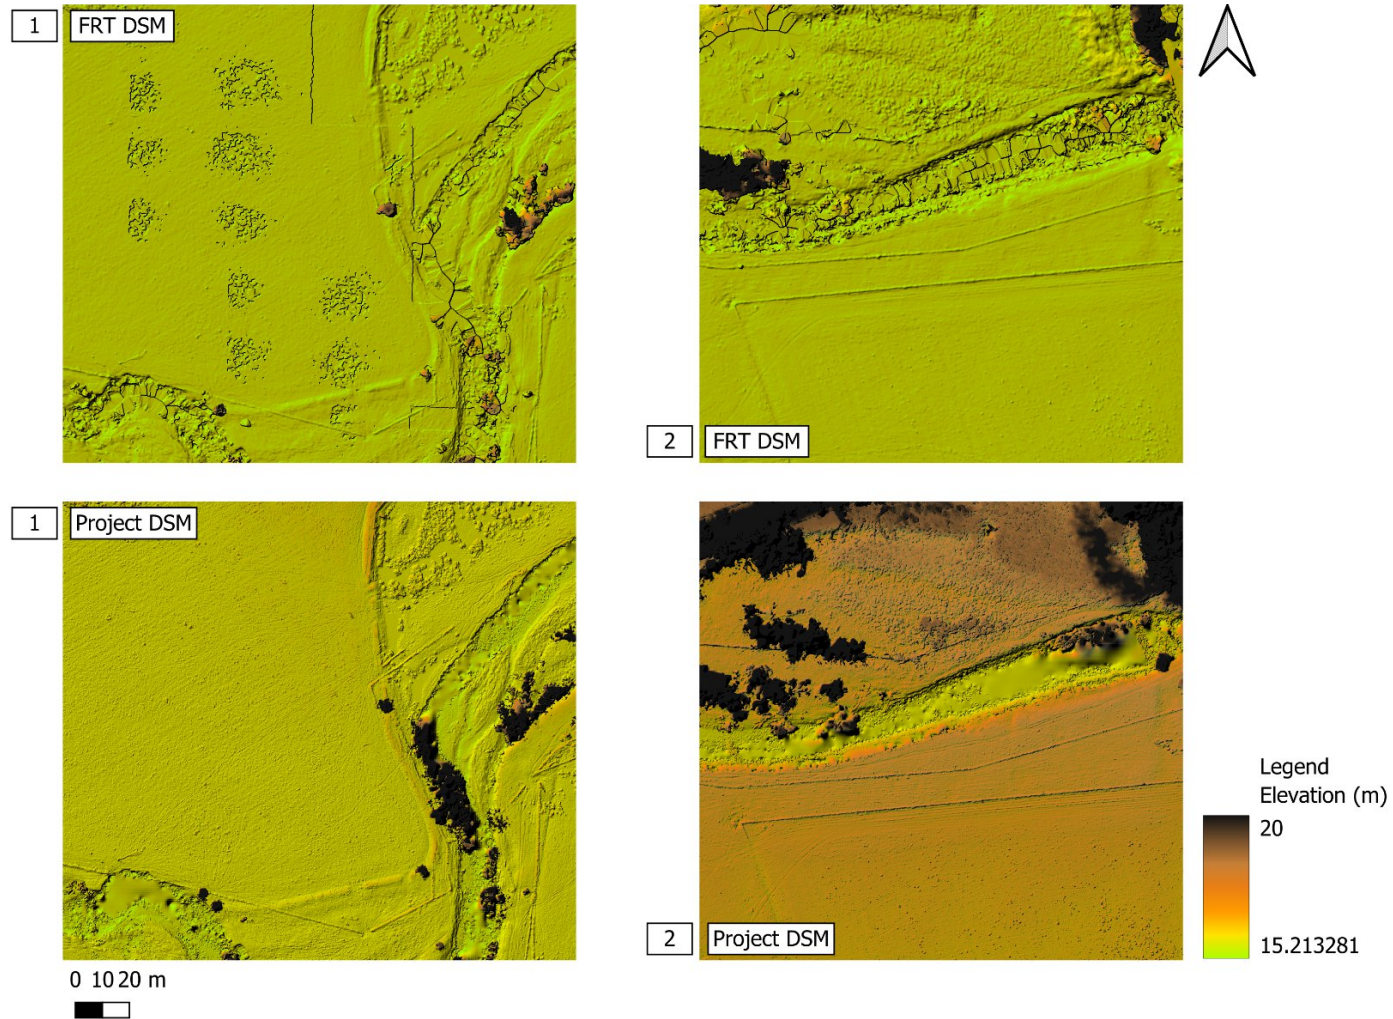 1 FRT DSM
2 FRT DSM
1 Project DSM
2 Project DSM
Legend
Elevation (m)
20
15.213281
0 10 20 m